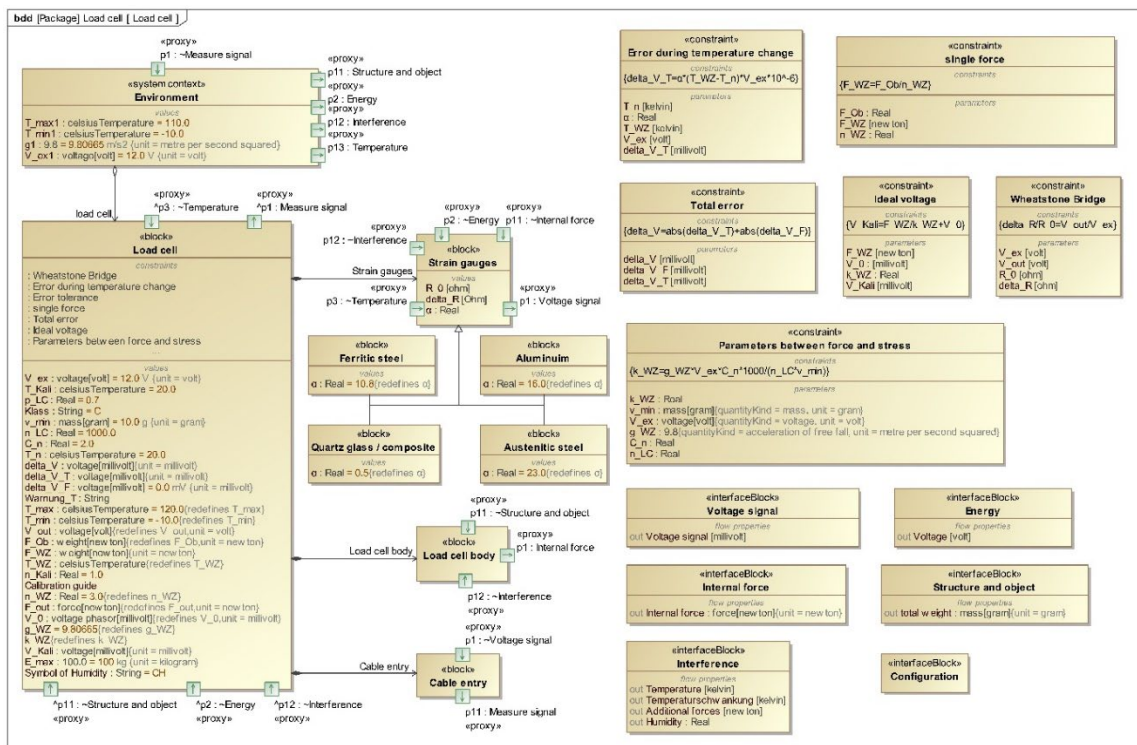 bdd [Package] Load cell [ Load cell ]
«proxy»
p1 : ~Measure signal
«system context»
Environment
values
T_max1 : celsiusTemperature = 110.0
T_min1 : celsiusTemperature = -10.0
g1 : 9.8 = 9.80665 m/s2 {unit = metre per second squared}
V_ex1 : voltage[volt] = 12.0 V {unit = volt}
«proxy»
p11 : ~Structure and object
«proxy»
p2 : ~Energy
«proxy»
p12 : ~Interference
«proxy»
p13 : ~Temperature
load cell
«proxy»
^p3 : ~Temperature
«proxy»
^p1 : Measure signal
«block»
Load cell
constraints
: Wheatstone Bridge
: Error during temperature change
: Error tolerance
: single force
: Total error
: Ideal voltage
: Parameters between force and stress
values
V_ex : voltage[volt] = 12.0 V {unit = volt}
T_Kali : celsiusTemperature = 20.0
p_LC : Real = 0.7
Klass : String = C
v_min : mass[gram] = 10.0 g {unit = gram}
n_LC : Real = 1000.0
C_n : Real = 2.0
T_n : celsiusTemperature = 20.0
delta_V : voltage[millivolt]{unit = millivolt}
delta_V_T : voltage[millivolt]{unit = millivolt}
delta_V_F : voltage[millivolt] = 0.0 mV {unit = millivolt}
Warnung_T : String
T_max : celsiusTemperature = 120.0{redefines T_max}
T_min : celsiusTemperature = -10.0{redefines T_min}
V_out : voltage[volt]{redefines V_out,unit = volt}
F_Ob : weight[newton]{redefines F_Ob,unit = newton}
F_WZ : weight[newton]{unit = newton}
T_WZ : celsiusTemperature{redefines T_WZ}
n_Kali : Real = 1.0
Calibration guide
n_WZ : Real = 3.0{redefines n_WZ}
F_out : force[newton]{redefines F_out,unit = newton}
V_0 : voltage phasor[millivolt]{redefines V_0,unit = millivolt}
g_WZ = 9.80665{redefines g_WZ}
k_WZ{redefines k_WZ}
V_Kali : voltage[millivolt]{unit = millivolt}
E_max : 100.0 = 100 kg {unit = kilogram}
Symbol of Humidity : String = CH
^p11 : ~Structure and object
«proxy»
^p2 : ~Energy
«proxy»
^p12 : ~Interference
«proxy»
«proxy»
p2 : ~Energy
«proxy»
p11 : ~Internal force
«proxy»
p12 : ~Interference
Strain gauges
«proxy»
p3 : ~Temperature
«block»
Strain gauges
values
R_0 [ohm]
delta_R [Ohm]
α : Real
«proxy»
p1 : Voltage signal
«block»
Ferritic steel
values
α : Real = 10.8{redefines α}
«block»
Aluminuim
values
α : Real = 16.0{redefines α}
«block»
Quartz glass / composite
values
α : Real = 0.5{redefines α}
«block»
Austenitic steel
values
α : Real = 23.0{redefines α}
«proxy»
p11 : ~Structure and object
Load cell body
«block»
Load cell body
«proxy»
p1 : Internal force
p12 : ~Interference
«proxy»
«proxy»
p1 : ~Voltage signal
Cable entry
«block»
Cable entry
p11 : Measure signal
«proxy»
«constraint»
Error during temperature change
constraints
{delta_V_T=α*(T_WZ-T_n)*V_ex*10^-6}
parameters
T_n [kelvin]
α : Real
T_WZ [kelvin]
V_ex [volt]
delta_V_T [millivolt]
«constraint»
single force
constraints
{F_WZ=F_Ob/n_WZ}
parameters
F_Ob : Real
F_WZ [newton]
n_WZ : Real
«constraint»
Total error
constraints
{delta_V=abs(delta_V_T)+abs(delta_V_F)}
parameters
delta_V [millivolt]
delta_V_F [millivolt]
delta_V_T [millivolt]
«constraint»
Ideal voltage
constraints
{V_Kali=F_WZ/k_WZ+V_0}
parameters
F_WZ [newton]
V_0 : [millivolt]
k_WZ : Real
V_Kali [millivolt]
«constraint»
Wheatstone Bridge
constraints
{delta_R/R_0=V_out/V_ex}
parameters
V_ex [volt]
V_out [volt]
R_0 [ohm]
delta_R [ohm]
«constraint»
Parameters between force and stress
constraints
{k_WZ=g_WZ*V_ex*C_n*1000/(n_LC*v_min)}
parameters
k_WZ : Real
v_min : mass[gram]{quantityKind = mass, unit = gram}
V_ex : voltage[volt]{quantityKind = voltage, unit = volt}
g_WZ : 9.8{quantityKind = acceleration of free fall, unit = metre per second squared}
C_n : Real
n_LC : Real
«interfaceBlock»
Voltage signal
flow properties
out Voltage signal [millivolt]
«interfaceBlock»
Energy
flow properties
out Voltage [volt]
«interfaceBlock»
Internal force
flow properties
out Internal force : force[newton]{unit = newton}
«interfaceBlock»
Structure and object
flow properties
out total weight : mass[gram]{unit = gram}
«interfaceBlock»
Interference
flow properties
out Temperature [kelvin]
out Temperaturschwankung [kelvin]
out Additional forces [newton]
out Humidity : Real
«interfaceBlock»
Configuration